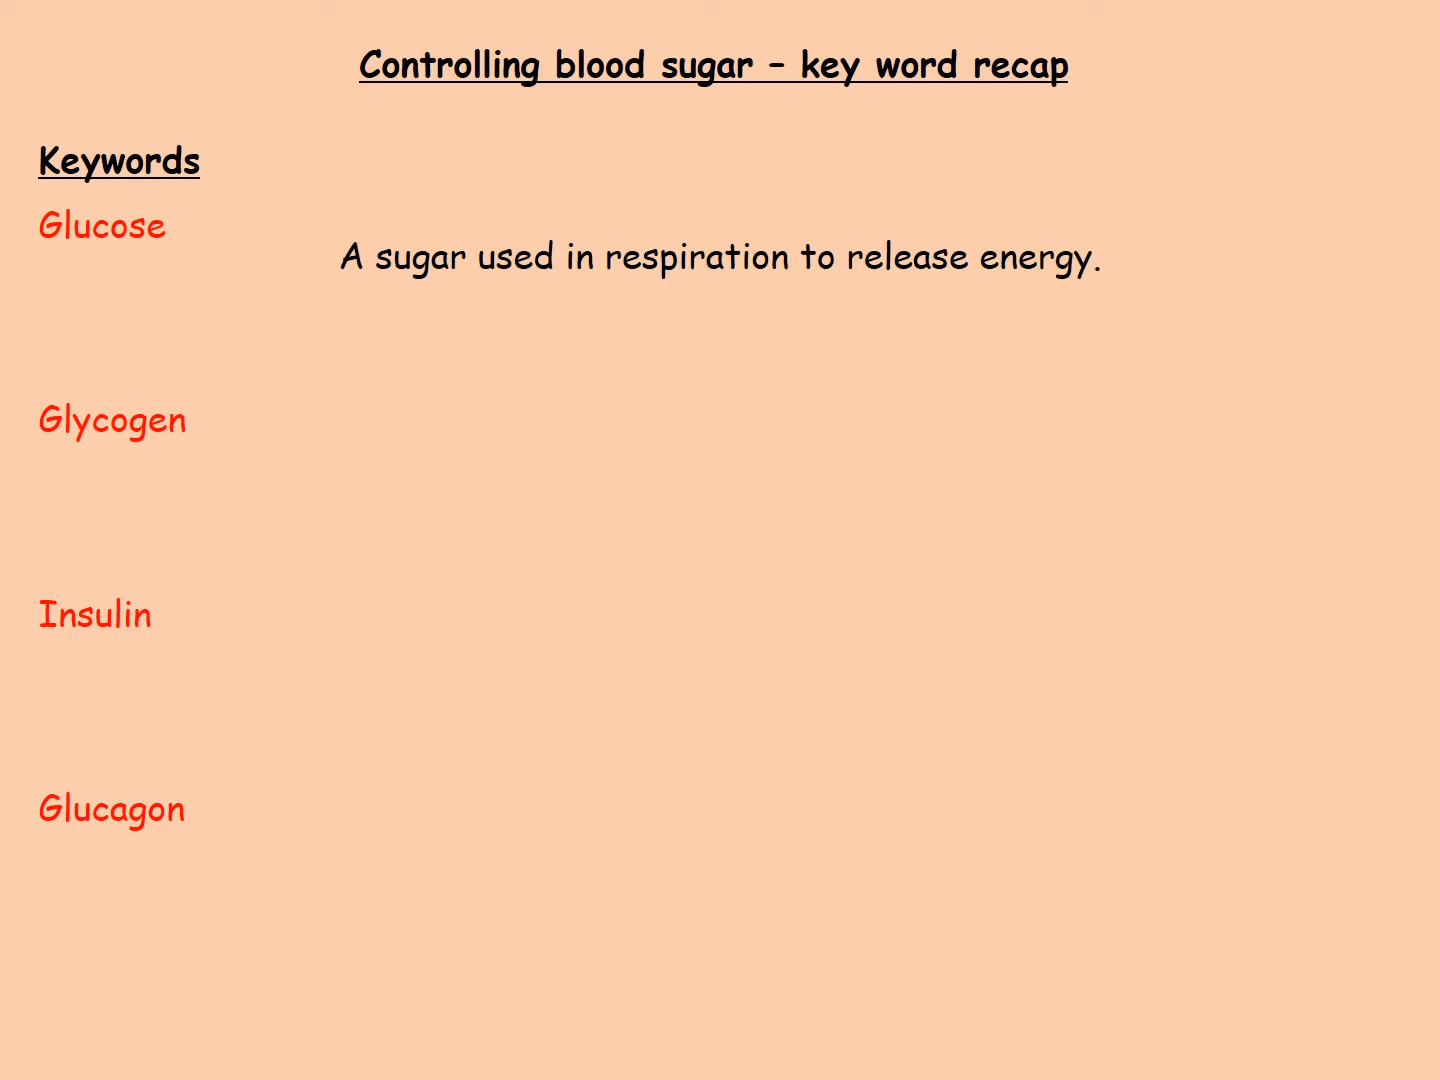 Controlling blood sugar – key word recap
Keywords
Glucose
A sugar used in respiration to release energy.
Glycogen
Insulin
Glucagon